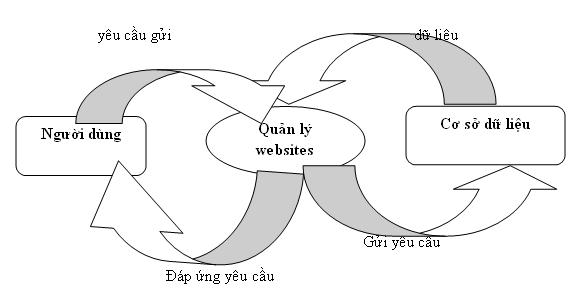 yêu cầu gửi
dữ liệu
Người dùng
Quản lý
websites
Cơ sở dữ liệu
Gửi yêu cầu
Đáp ứng yêu cầu